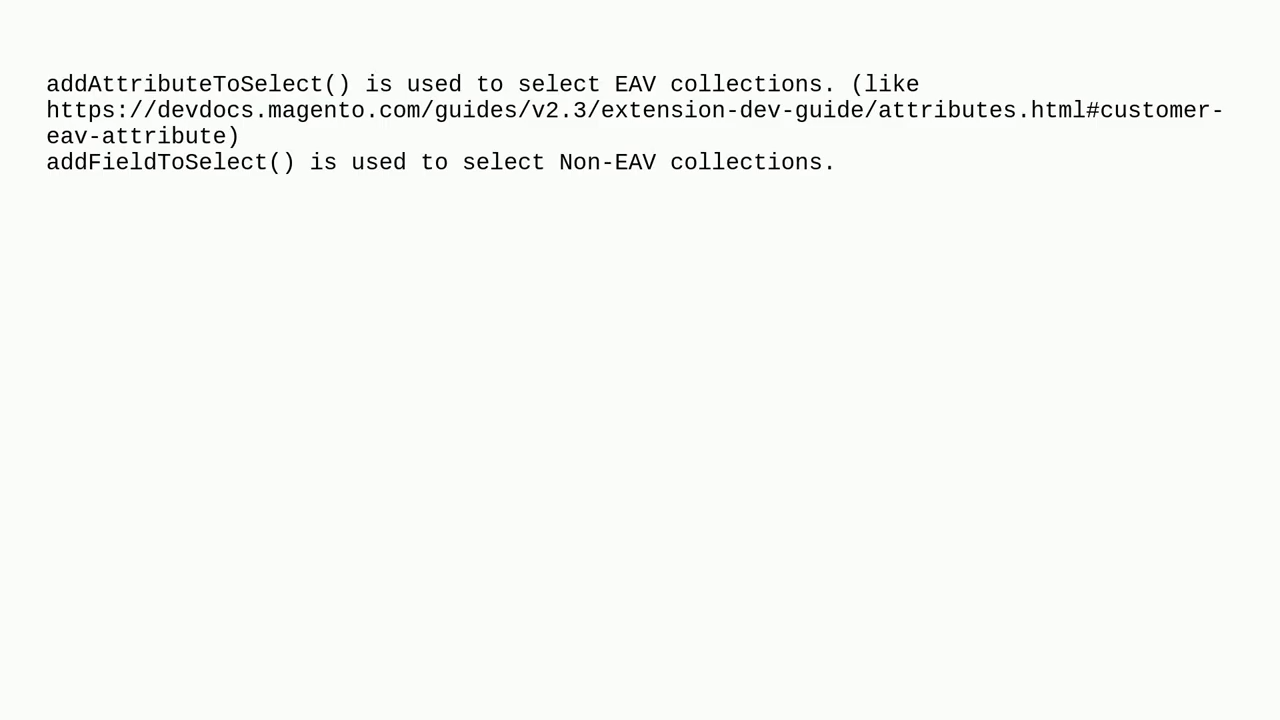 addAttributeToSelect() is used to select EAV collections. (like
https://devdocs.magento.com/guides/v2.3/extension-dev-guide/attributes.html#customer-
eav-attribute)
addFieldToSelect() is used to select Non-EAV collections.